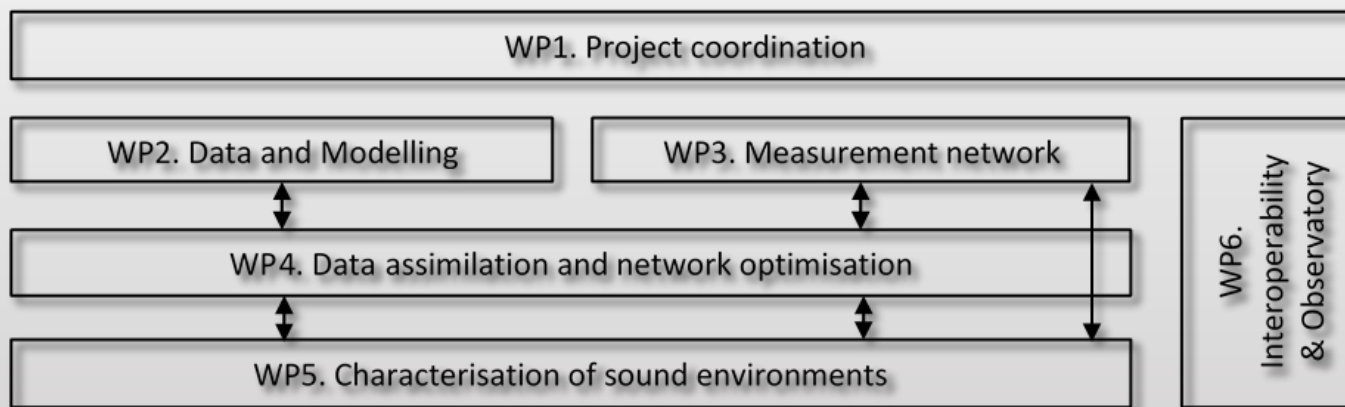 WP1. Project coordination
WP2. Data and Modelling
WP3. Measurement network
WP4. Data assimilation and network optimisation
WP5. Characterisation of sound environments
WP6.
Interoperability
& Observatory